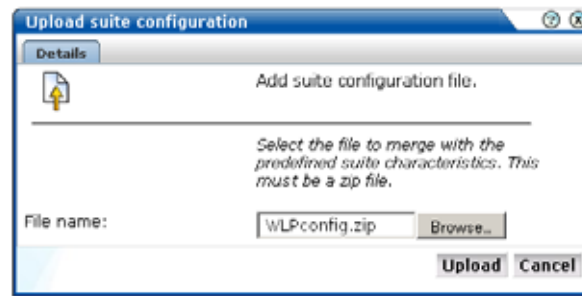 Upload suite configuration
Details
Add suite configuration file.
Select the file to merge with the
predefined suite characteristics. This
must be a zip file.
File name:
WLPconfig.zip
Browse...
Upload Cancel